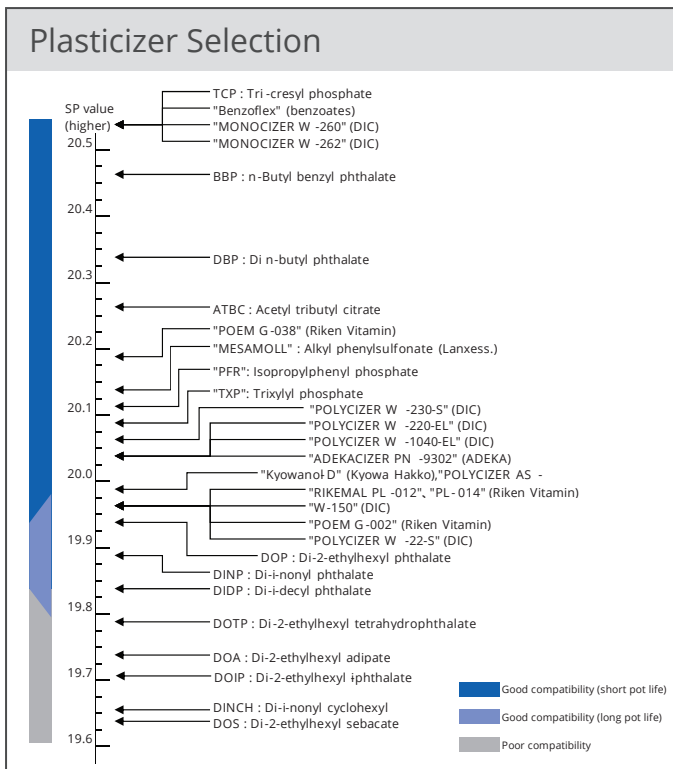 Plasticizer Selection
SP value
(higher)
TCP : Tri-cresyl phosphate
"Benzoflex" (benzoates)
"MONOCIZER W -260" (DIC)
"MONOCIZER W -262" (DIC)
20.5
BBP : n-Butyl benzyl phthalate
20.4
DBP : Di n-butyl phthalate
20.3
ATBC : Acetyl tributyl citrate
"POEM G-038" (Riken Vitamin)
20.2
"MESAMOLL" : Alkyl phenylsulfonate (Lanxess.)
"PFR": Isopropylphenyl phosphate
"TXP": Trixylyl phosphate
20.1
"POLYCIZER W -230-S" (DIC)
"POLYCIZER W -220-EL" (DIC)
"POLYCIZER W -1040-EL" (DIC)
"ADEKACIZER PN -9302" (ADEKA)
20.0
"Kyowanol-D" (Kyowa Hakko),"POLYCIZER AS -
"RIKEMAL PL -012"、"PL- 014" (Riken Vitamin)
"W-150" (DIC)
"POEM G-002" (Riken Vitamin)
"POLYCIZER W -22-S" (DIC)
19.9
DOP : Di-2-ethylhexyl phthalate
DINP : Di-i-nonyl phthalate
DIDP : Di-i-decyl phthalate
19.8
DOTP : Di-2-ethylhexyl tetrahydrophthalate
DOA : Di-2-ethylhexyl adipate
19.7
DOIP : Di-2-ethylhexyl i-phthalate
DINCH : Di-i-nonyl cyclohexyl
DOS : Di-2-ethylhexyl sebacate
19.6
Good compatibility (short pot life)
Good compatibility (long pot life)
Poor compatibility